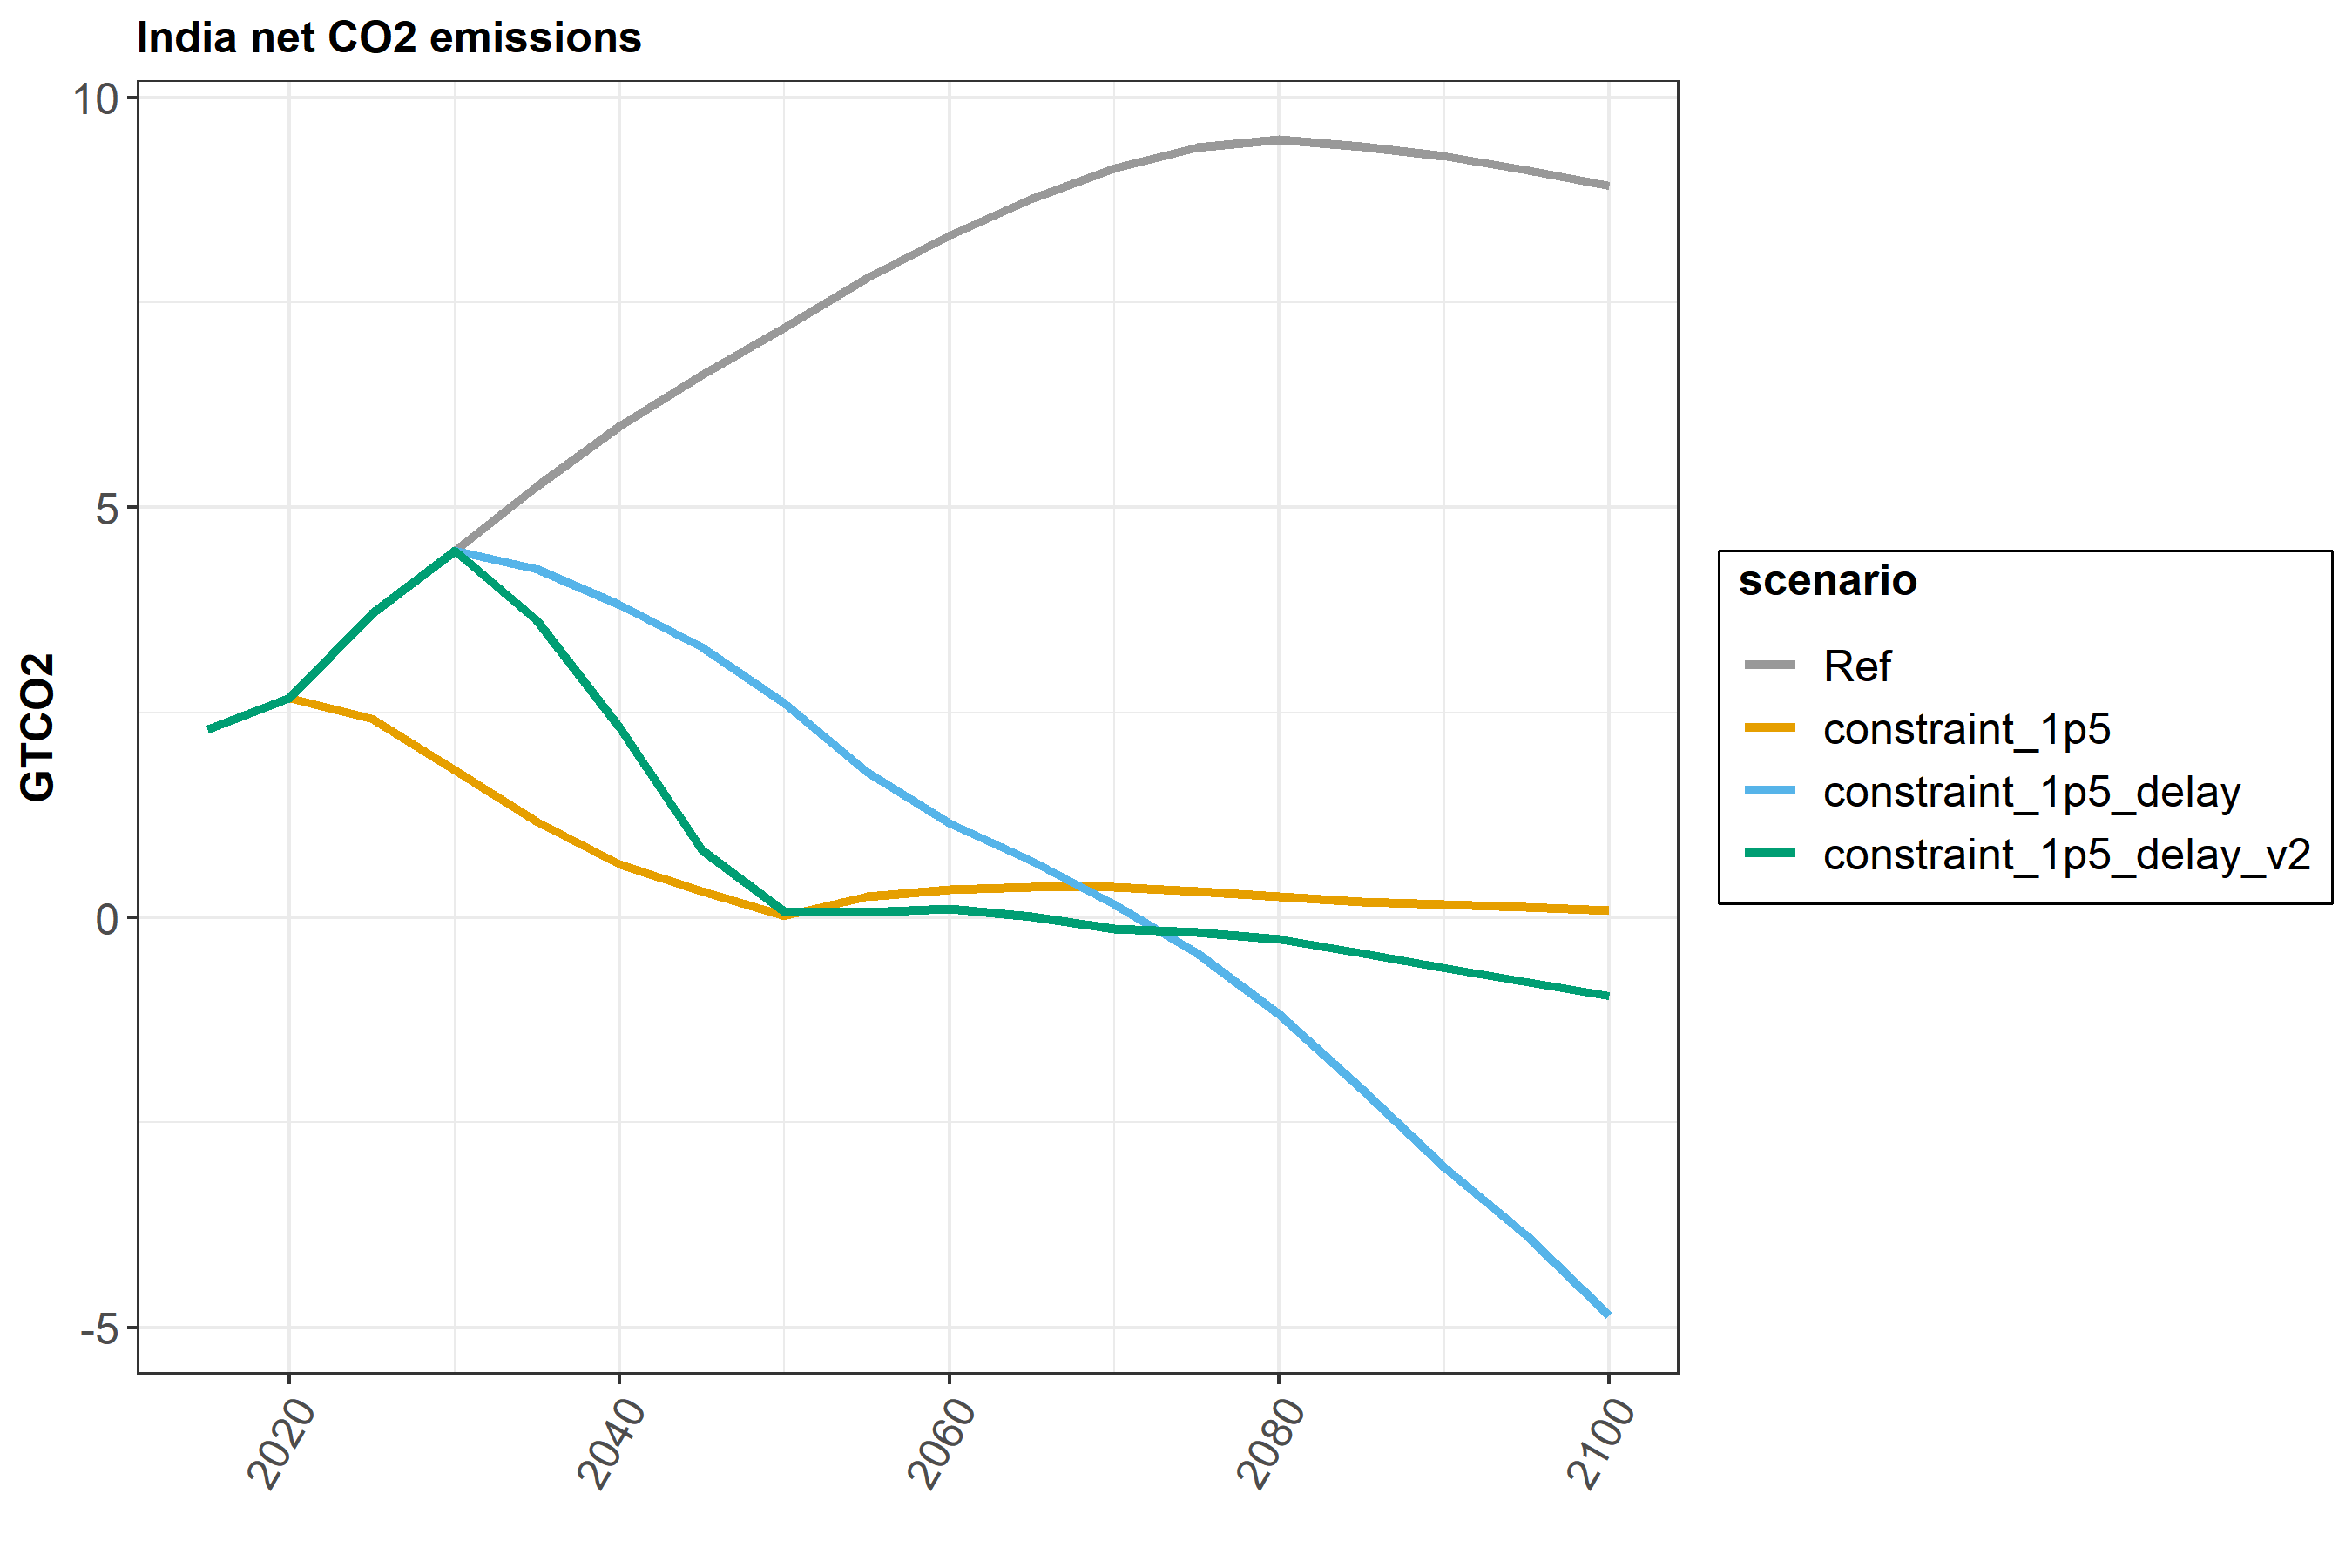 India net CO2 emissions
GTCO2
10
5
0
-5
2020
2040
2060
2080
2100
scenario
Ref
constraint_1p5
constraint_1p5_delay
constraint_1p5_delay_v2